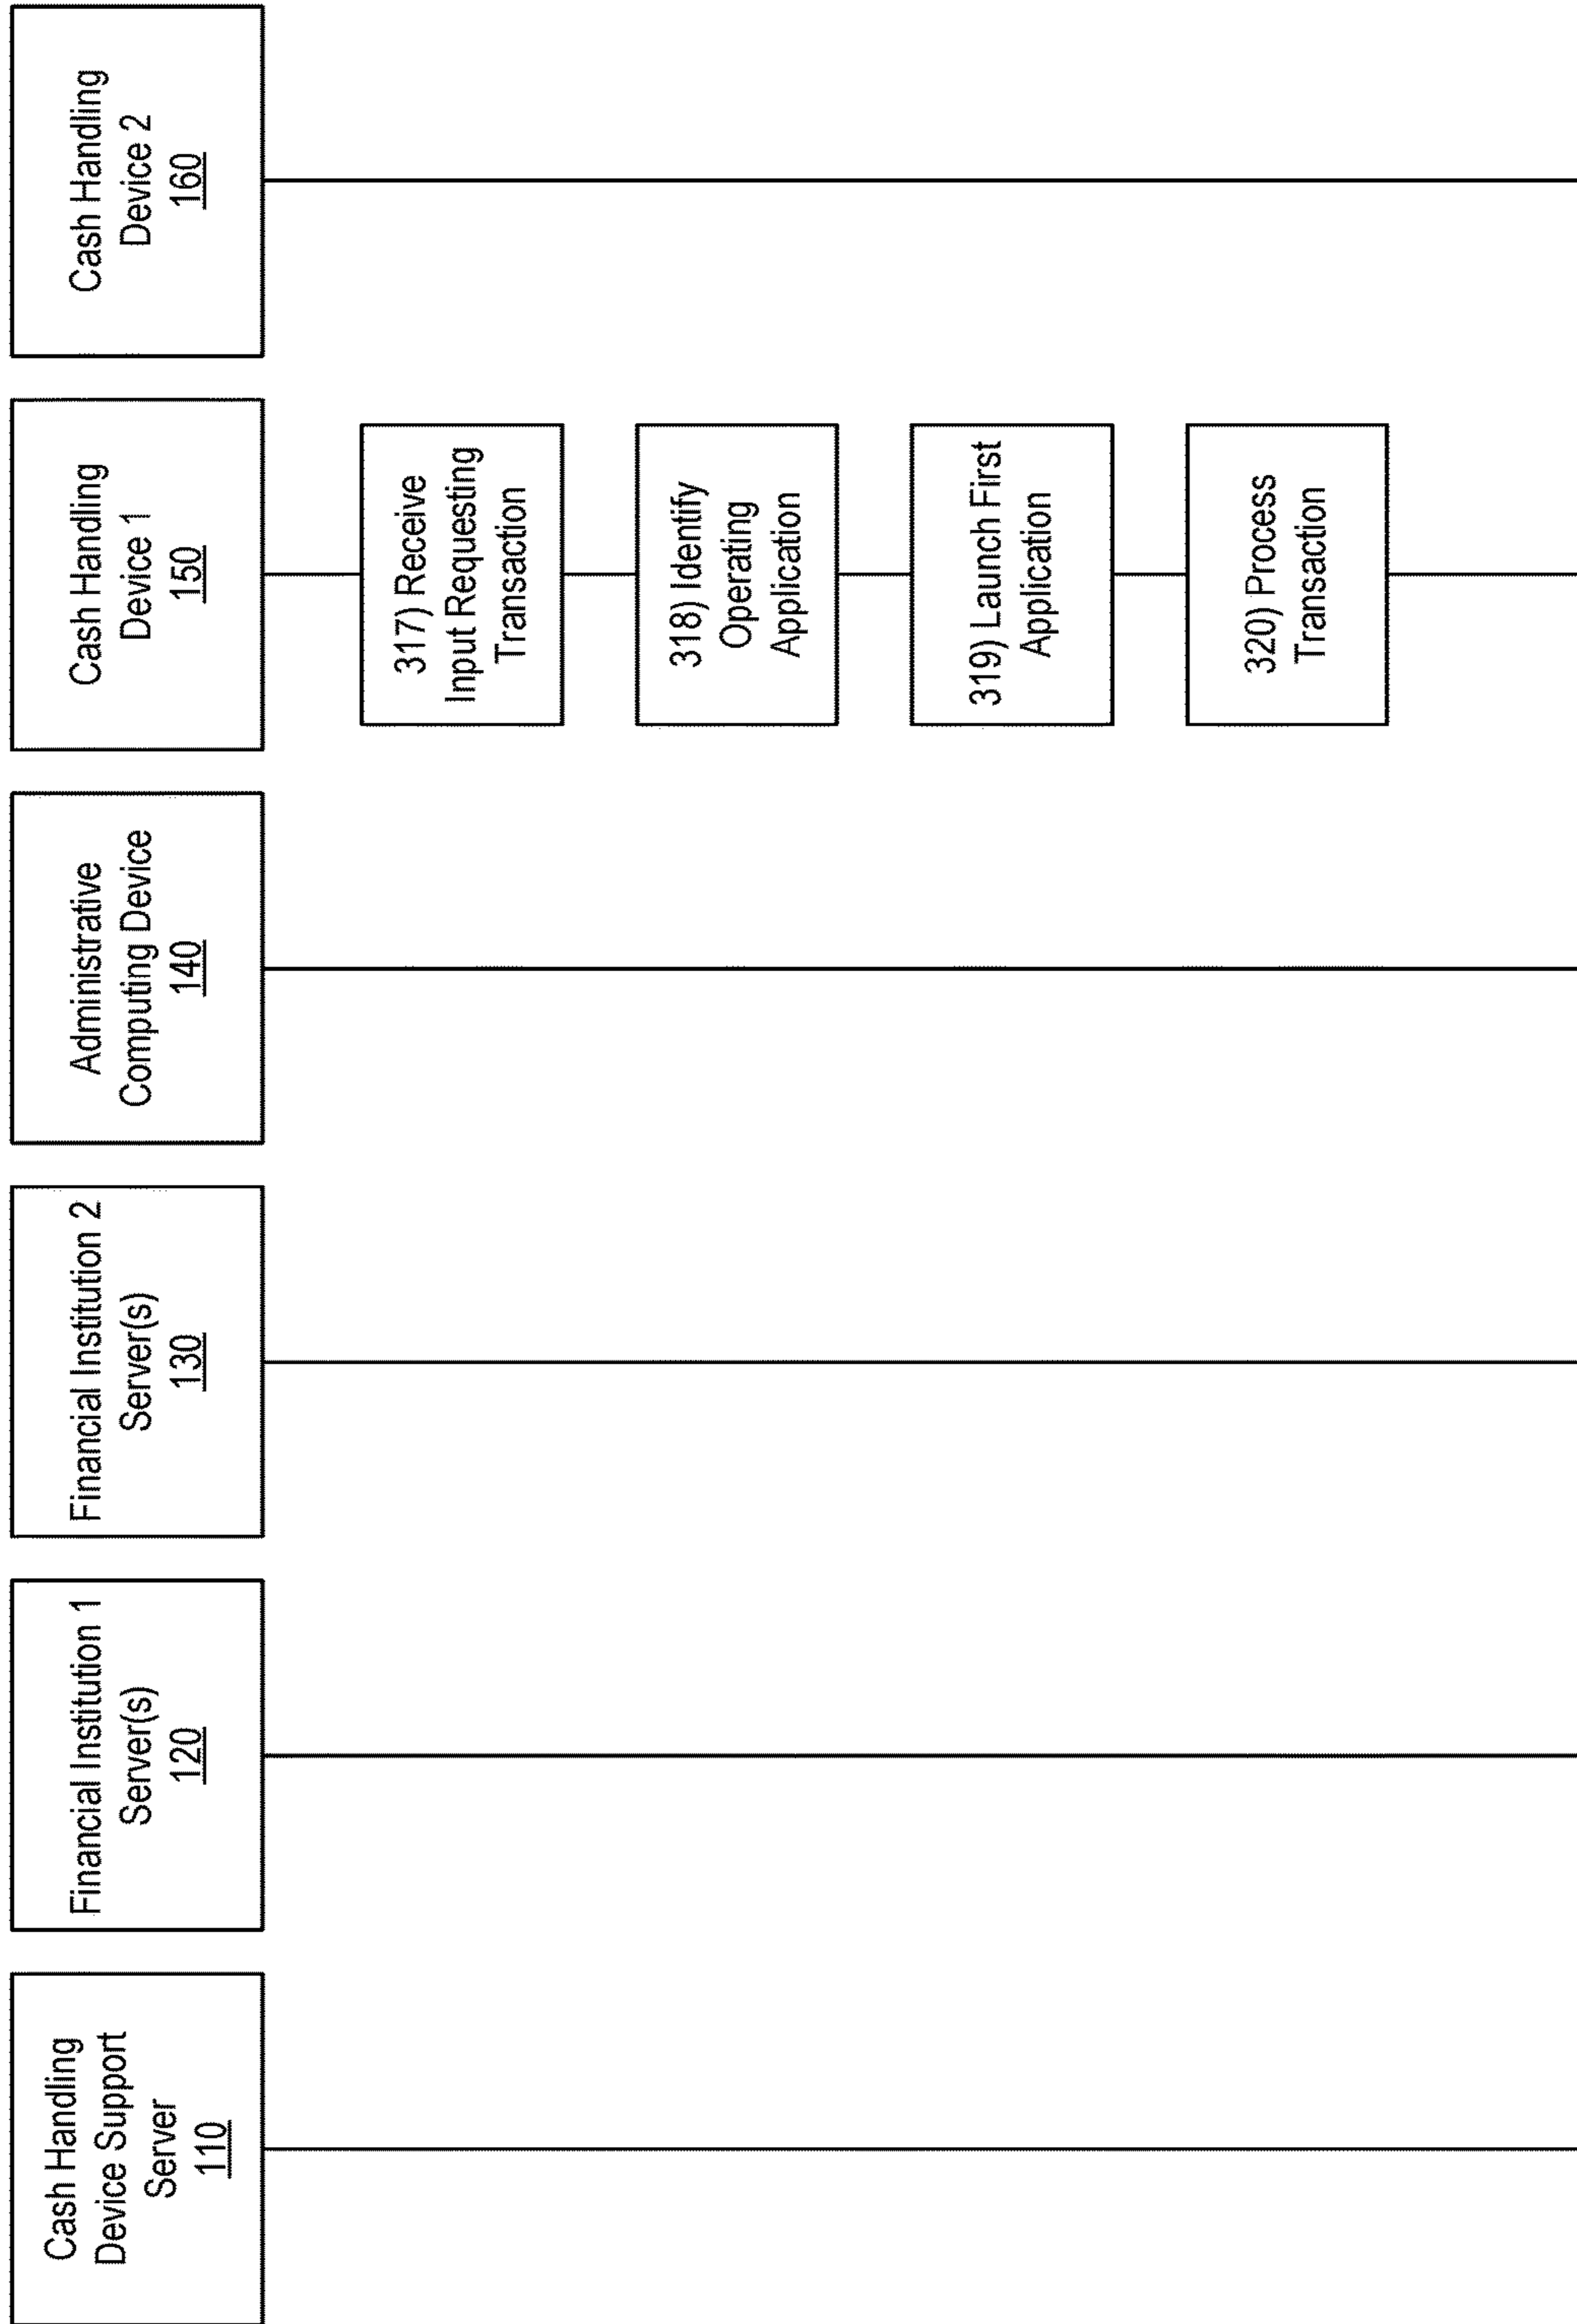 Cash Handling
Device Support
Server
110
Financial Institution 1
Server(s)
120
Financial Institution 2
Server(s)
130
Administrative
Computing Device
140
Cash Handling
Device 1
150
Cash Handling
Device 2
160
317) Receive
Input Requesting
Transaction
318) Identify
Operating
Application
319) Launch First
Application
320) Process
Transaction